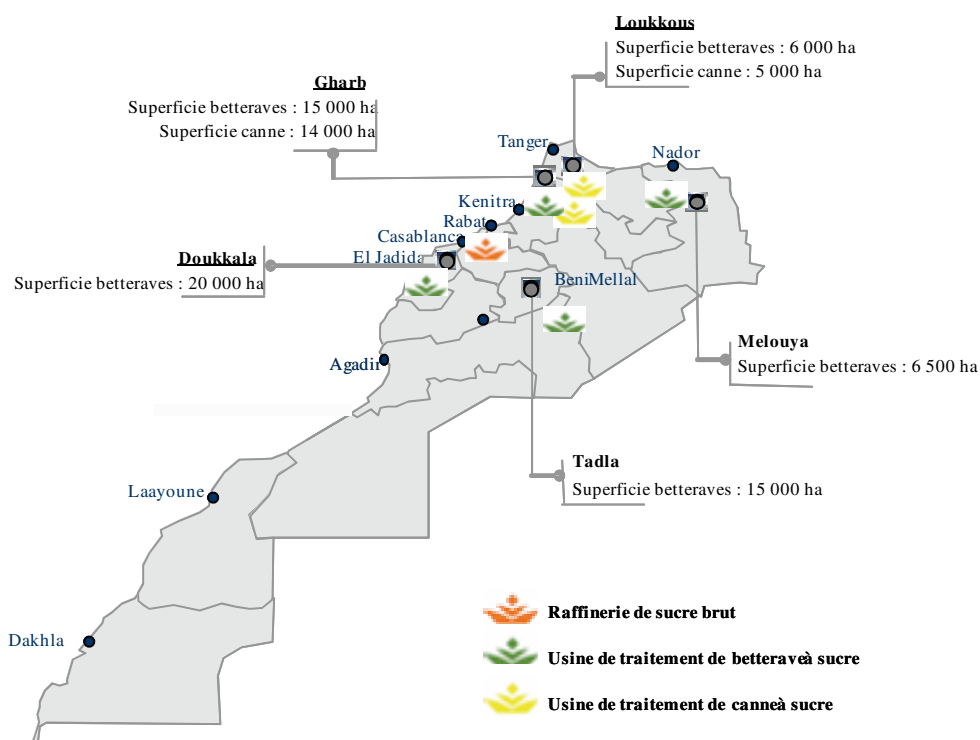 Loukkous
Superficie betteraves : 6 000 ha
Superficie canne : 5 000 ha
Gharb
Superficie betteraves : 15 000 ha
Superficie canne : 14 000 ha
Tanger
Nador
Kenitra
Rabat
Casablanca
El Jadida
Doukkala
Superficie betteraves : 20 000 ha
BeniMellal
Melouya
Superficie betteraves : 6 500 ha
Agadir
Tadla
Superficie betteraves : 15 000 ha
Laayoune
Dakhla
Raffinerie de sucre brut
Usine de traitement de betteraveà sucre
Usine de traitement de canneà sucre